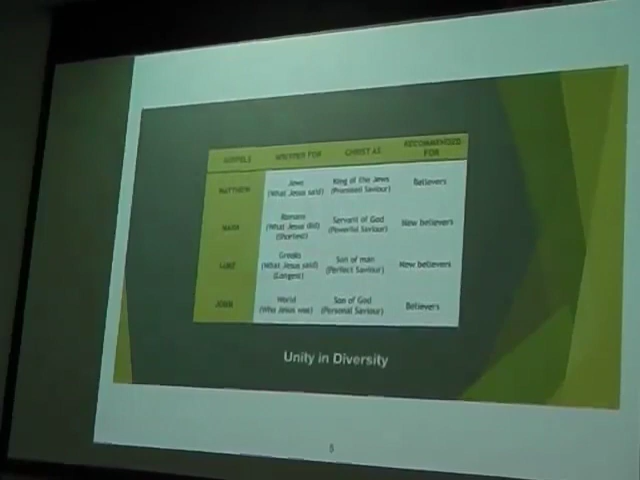 GOSPELS WRITTEN FOR CHRIST AS RECOMMENDED FOR
MATTHEW
Jews
(What Jesus said)
King of the Jews
(Promised Saviour)
Believers
MARK
Romans
(What Jesus did)
(Shortest)
Servant of God
(Powerful Saviour)
New believers
LUKE
Greeks
(What Jesus said)
(Longest)
Son of man
(Perfect Saviour)
New believers
JOHN
World
(Who Jesus was)
Son of God
(Personal Saviour)
Believers
Unity in Diversity